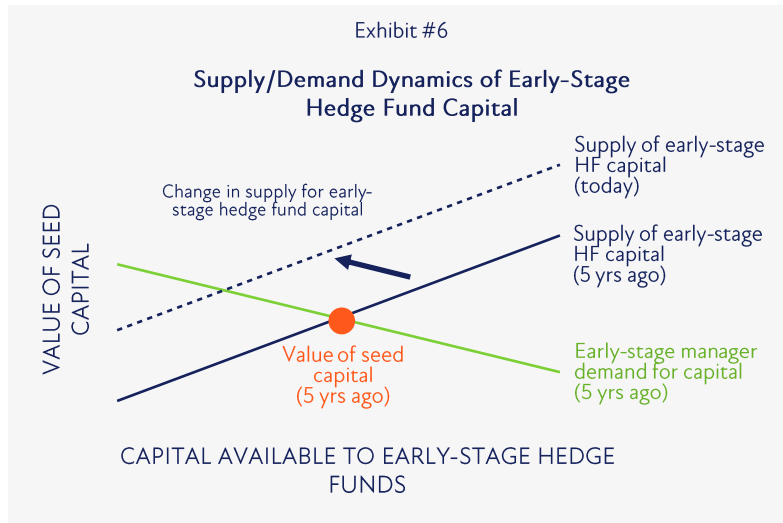 Exhibit #6
Supply/Demand Dynamics of Early-Stage
Hedge Fund Capital
Supply of early-stage
HF capital
(today)
Change in supply for early-
stage hedge fund capital
VALUE OF SEED
CAPITAL
Supply of early-stage
HF capital
(5 yrs ago)
Value of seed
capital
(5 yrs ago)
Early-stage manager
demand for capital
(5 yrs ago)
CAPITAL AVAILABLE TO EARLY-STAGE HEDGE
FUNDS